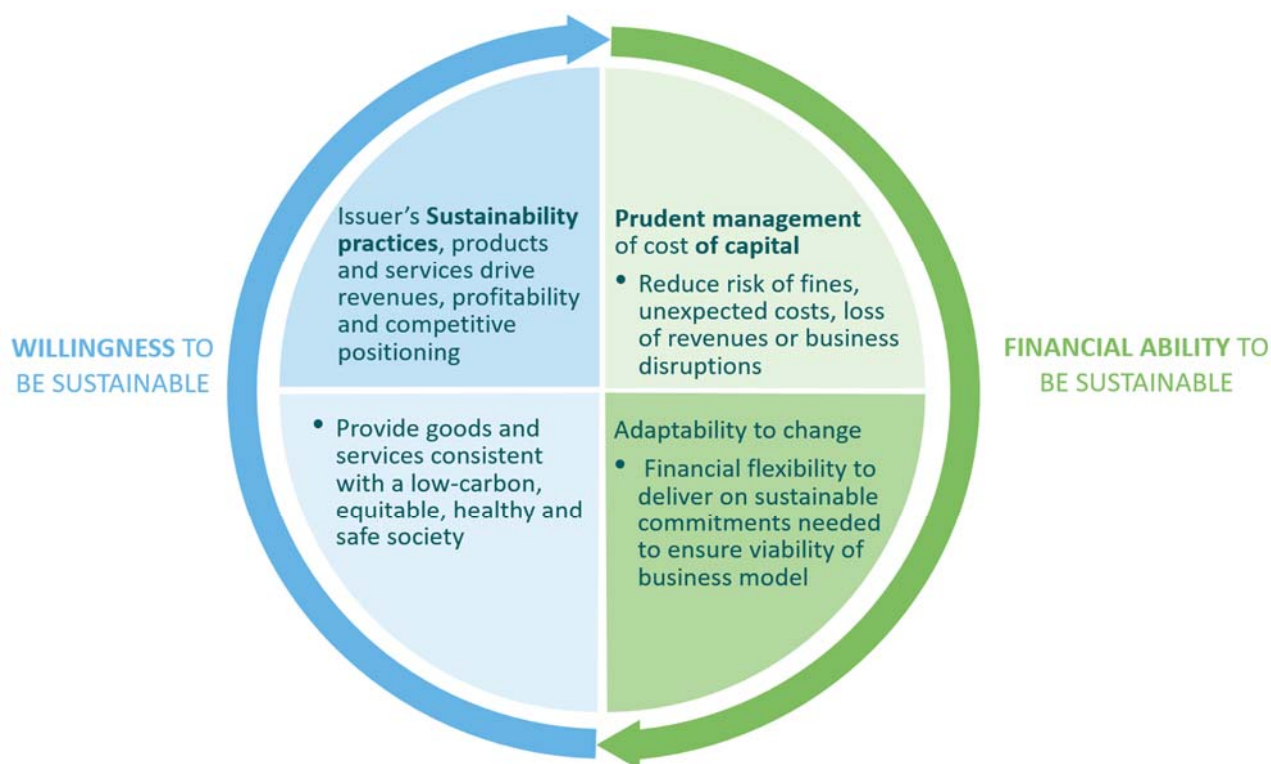 WILLINGNESS TO
BE SUSTAINABLE
Issuer’s Sustainability
practices, products
and services drive
revenues, profitability
and competitive
positioning
• Provide goods and
services consistent
with a low-carbon,
equitable, healthy and
safe society
Prudent management
of cost of capital
• Reduce risk of fines,
unexpected costs, loss
of revenues or business
disruptions
Adaptability to change
• Financial flexibility to
deliver on sustainable
commitments needed
to ensure viability of
business model
FINANCIAL ABILITY TO
BE SUSTAINABLE